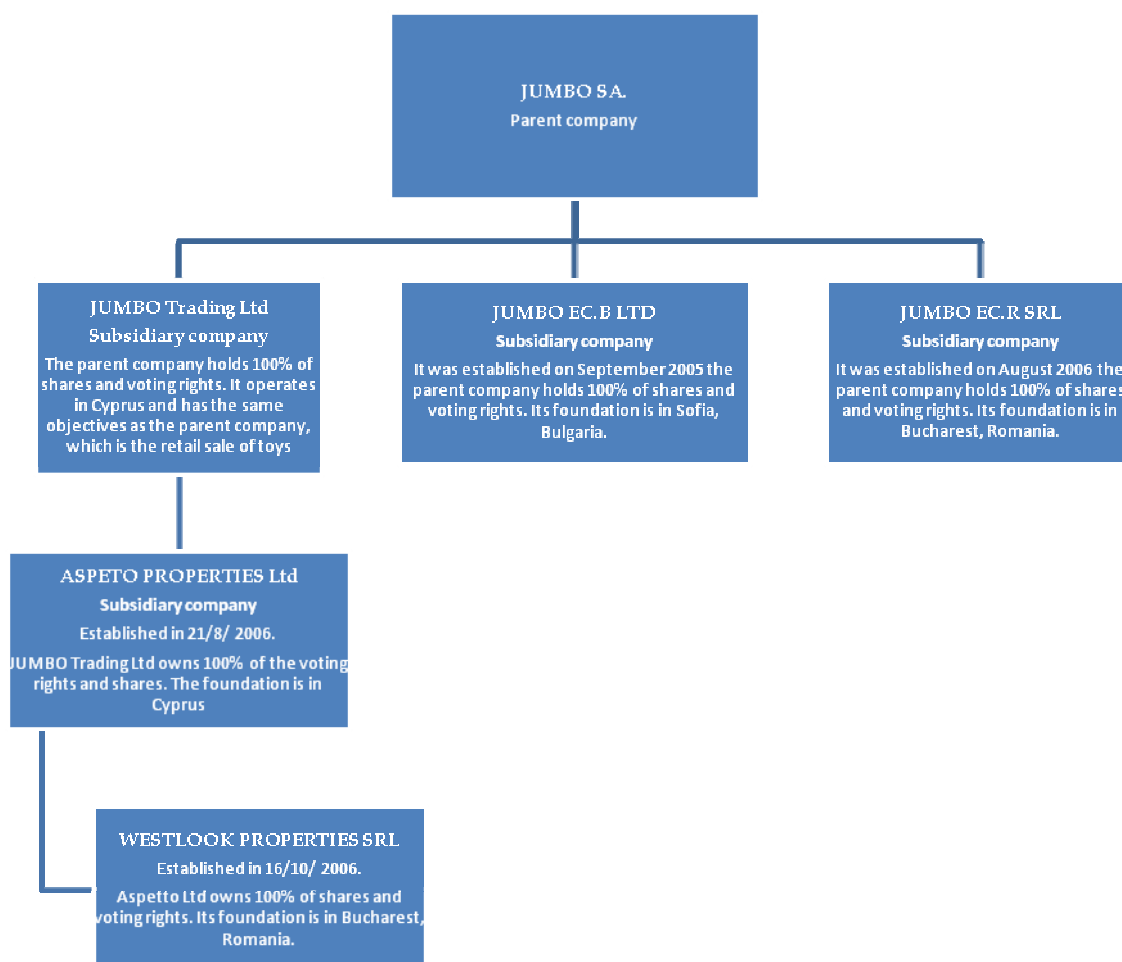 JUMBO SA.
Parent company
JUMBO Trading Ltd
Subsidiary company
The parent company holds 100% of
shares and voting rights. It operates
in Cyprus and has the same
objectives as the parent company,
which is the retail sale of toys
JUMBO EC.B LTD
Subsidiary company
It was established on September 2005 the
parent company holds 100% of shares and
voting rights. Its foundation is in Sofia,
Bulgaria.
JUMBO EC.R SRL
Subsidiary company
It was established on August 2006 the
parent company holds 100% of shares
and voting rights. Its foundation is in
Bucharest, Romania.
ASPETO PROPERTIES Ltd
Subsidiary company
Established in 21/8/ 2006.
JUMBO Trading Ltd owns 100% of the voting
rights and shares. The foundation is in
Cyprus
WESTLOOK PROPERTIES SRL
Established in 16/10/ 2006.
Aspetto Ltd owns 100% of shares and
voting rights. Its foundation is in Bucharest,
Romania.